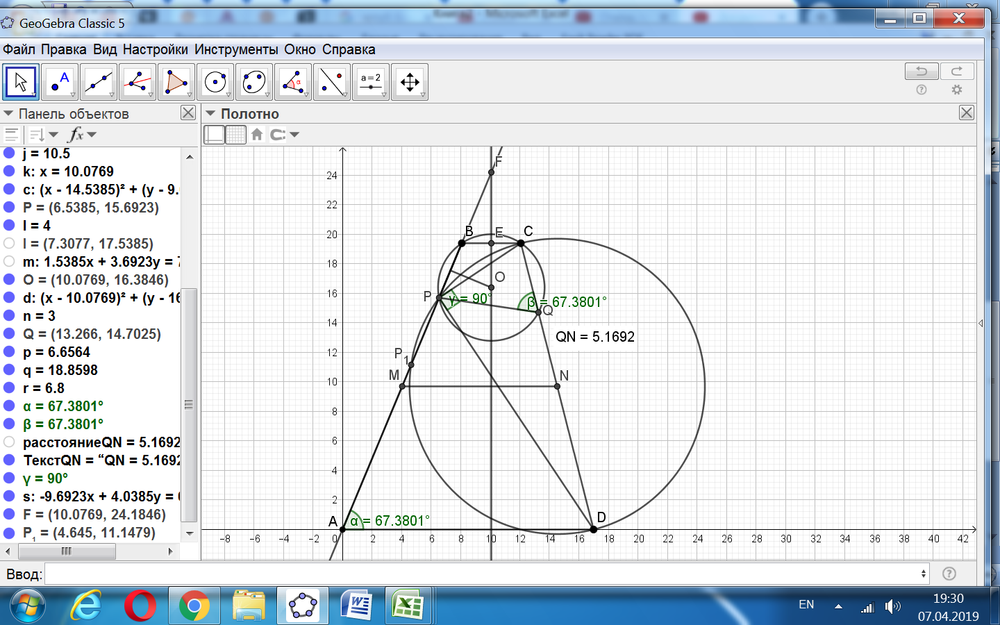 GeoGebra Classic 5
Файл Правка Вид Настройки Инструменты Окно Справка
A
α
a = 2
Панель объектов
Полотно
fx
j = 10.5
k: x = 10.0769
c: (x - 14.5385)² + (y - 9.
P = (6.5385, 15.6923)
l = 4
I = (7.3077, 17.5385)
m: 1.5385x + 3.6923y = 7
O = (10.0769, 16.3846)
d: (x - 10.0769)² + (y - 16
n = 3
Q = (13.266, 14.7025)
p = 6.6564
q = 18.8598
r = 6.8
α = 67.3801°
β = 67.3801°
расстояниеQN = 5.1692
ТекстQN = “QN = 5.1692
γ = 90°
s: -9.6923x + 4.0385y = 
F = (10.0769, 24.1846)
P₁ = (4.645, 11.1479)
F
24
22
20
B
E
C
18
O
16
P
γ = 90°
β = 67.3801°
Q
14
QN = 5.1692
12
P₁
M
N
10
8
6
4
2
A
α = 67.3801°
D
−8 −6 −4 −2 0 2 4 6 8 10 12 14 16 18 20 22 24 26 28 30 32 34 36 38 40 42
Ввод:
EN
19:30
07.04.2019